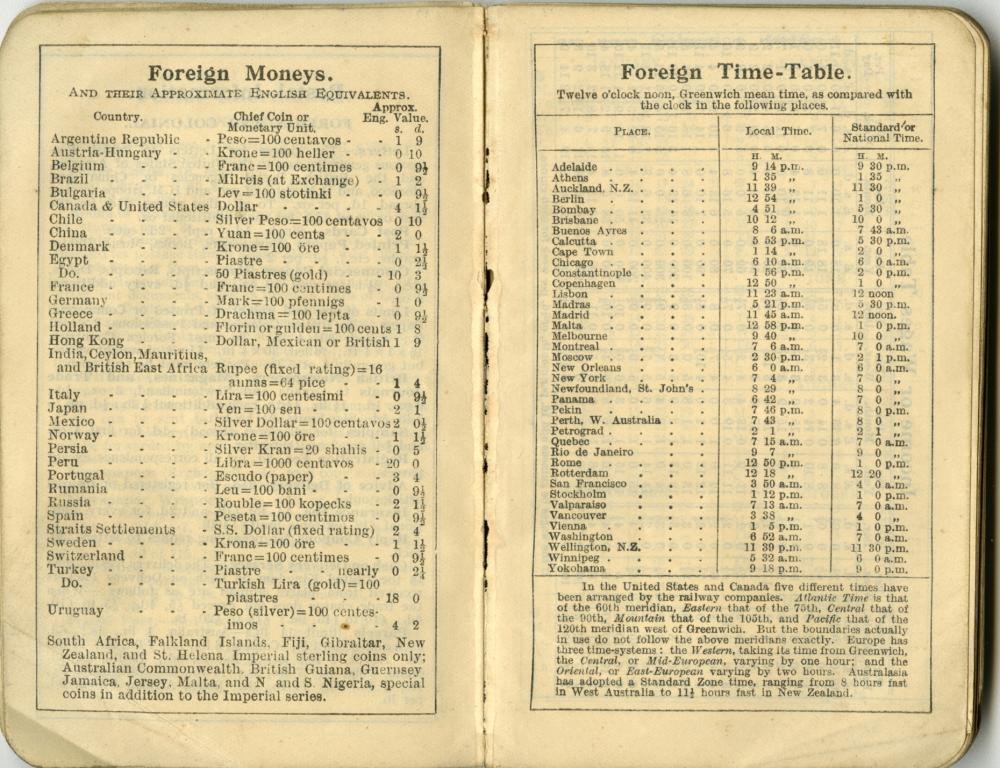 Foreign Moneys.
AND THEIR APPROXIMATE ENGLISH EQUIVALENTS.
Country. Chief Coin or Monetary Unit. Approx. Eng. Value.
s. d.
Argentine Republic - Peso=100 centavos - 1 9
Austria-Hungary - - Krone=100 heller - 0 10
Belgium - - - Franc=100 centimes - 0 9½
Brazil - - - Milreis (at Exchange) - 1 2
Bulgaria - - - Lev=100 stotinki - 0 9½
Canada & United States Dollar - - - 4 1½
Chile - - - - Silver Peso=100 centavos 0 10
China - - - - Yuan=100 cents - 2 0
Denmark - - - Krone=100 öre - 1 1½
Egypt - - - Piastre - - - 0 2½
Do. - - - 50 Piastres (gold) - 10 3
France - - - Franc=100 centimes - 0 9½
Germany - - - Mark=100 pfennigs - 1 0
Greece - - - Drachma=100 lepta - 0 9½
Holland - - - - Florin or gulden=100 cents 1 8
Hong Kong - - - Dollar, Mexican or British 1 9
India, Ceylon, Mauritius,
and British East Africa Rupee (fixed rating)=16
annas=64 pice - - 1 4
Italy - - - Lira=100 centesimi 0 9½
Japan - - - Yen=100 sen - - 2 1
Mexico - - - Silver Dollar=100 centavos 2 0½
Norway - - - - Krone=100 öre - 1 1½
Persia - - - Silver Kran=20 shahis - 0 5
Peru - - - Libra=1000 centavos - 20 0
Portugal - - - Escudo (paper) - 3 4
Rumania - - - Leu=100 bani - - 0 9½
Russia - - - Rouble=100 kopecks - 2 1½
Spain - - - Peseta=100 centimos - 0 9½
Straits Settlements - S.S. Dollar (fixed rating) 2 4
Sweden - - - - Krona=100 öre - 1 1½
Switzerland - - - Franc=100 centimes - 0 9½
Turkey - - - Piastre - nearly 0 2¼
Do. - - - Turkish Lira (gold)=100
piastres - - - 18 0
Uruguay - - - Peso (silver)=100 centes-
imos - - - 4 2
South Africa, Falkland Islands, Fiji, Gibraltar, New
Zealand, and St. Helena Imperial sterling coins only;
Australian Commonwealth, British Guiana, Guernsey
Jamaica, Jersey, Malta, and N and S. Nigeria, special
coins in addition to the Imperial series.
Foreign Time-Table.
Twelve o'clock noon, Greenwich mean time, as compared with
the clock in the following places.
PLACE. Local Time. Standard or National Time.
H. M. H. M.
Adelaide 9 14 p.m. 9 30 p.m.
Athens 1 35 ,, 1 35 ,,
Auckland, N.Z. 11 39 ,, 11 30 ,,
Berlin 12 54 ,, 1 0 ,,
Bombay 4 51 ,, 5 30 ,,
Brisbane 10 12 ,, 10 0 ,,
Buenos Ayres 8 6 a.m. 7 43 a.m.
Calcutta 5 53 p.m. 5 30 p.m.
Cape Town 1 14 ,, 2 0 ,,
Chicago 6 10 a.m. 6 0 a.m.
Constantinople 1 56 p.m. 2 0 p.m.
Copenhagen 12 50 ,, 1 0 ,,
Lisbon 11 23 a.m. 12 noon
Madras 5 21 p.m. 5 30 p.m.
Madrid 11 45 a.m. 12 noon.
Malta 12 58 p.m. 1 0 p.m.
Melbourne 9 40 ,, 10 0 ,,
Montreal 7 6 a.m. 7 0 a.m.
Moscow 2 30 p.m. 2 1 p.m.
New Orleans 6 0 a.m. 6 0 a.m.
New York 7 4 ,, 7 0 ,,
Newfoundland, St. John's 8 29 ,, 8 0 ,,
Panama 6 42 ,, 7 0 ,,
Pekin 7 46 p.m. 8 0 p.m.
Perth, W. Australia 7 43 ,, 8 0 ,,
Petrograd 2 1 ,, 2 1 ,,
Quebec 7 15 a.m. 7 0 a.m.
Rio de Janeiro 9 7 ,, 9 0 ,,
Rome 12 50 p.m. 1 0 p.m.
Rotterdam 12 18 ,, 12 20 ,,
San Francisco 3 50 a.m. 4 0 a.m.
Stockholm 1 12 p.m. 1 0 p.m.
Valparaiso 7 13 a.m. 7 0 a.m.
Vancouver 3 38 ,, 4 0 ,,
Vienna 1 5 p.m. 1 0 p.m.
Washington 6 52 a.m. 7 0 a.m.
Wellington, N.Z. 11 39 p.m. 11 30 p.m.
Winnipeg 5 32 a.m. 6 0 a.m.
Yokohama 9 18 p.m. 9 0 p.m.
In the United States and Canada five different times have
been arranged by the railway companies. Atlantic Time is that
of the 60th meridian, Eastern that of the 75th, Central that of
the 90th, Mountain that of the 105th, and Pacific that of the
120th meridian west of Greenwich. But the boundaries actually
in use do not follow the above meridians exactly. Europe has
three time-systems: the Western, taking its time from Greenwich,
the Central, or Mid-European, varying by one hour; and the
Oriental, or East-European varying by two hours. Australasia
has adopted a Standard Zone time, ranging from 8 hours fast
in West Australia to 11½ hours fast in New Zealand.